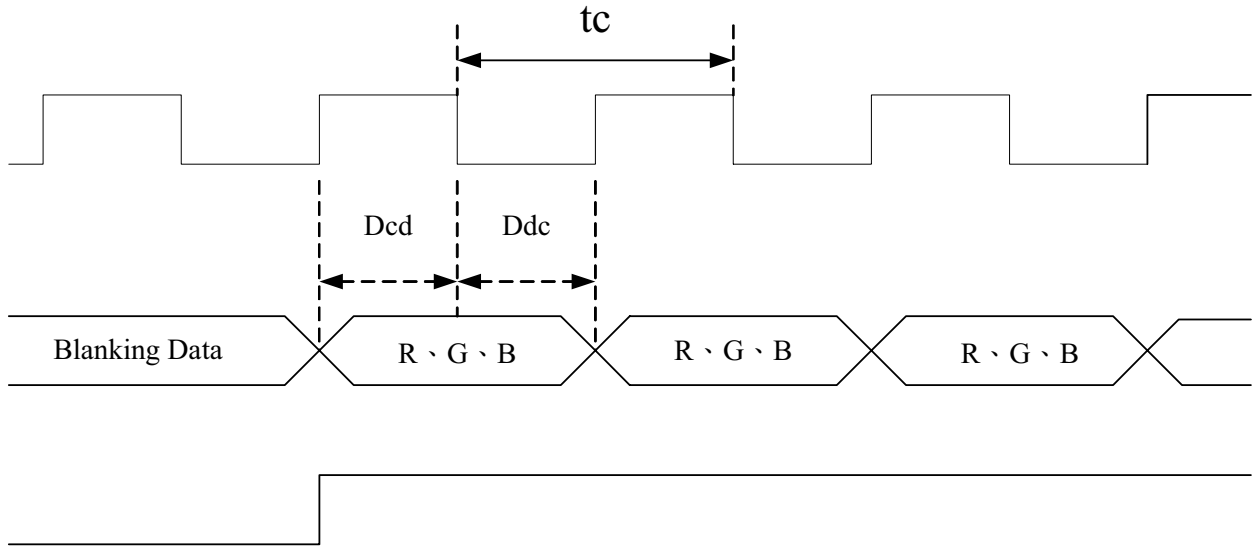 tc
Dcd
Ddc
Blanking Data
R、G、B
R、G、B
R、G、B